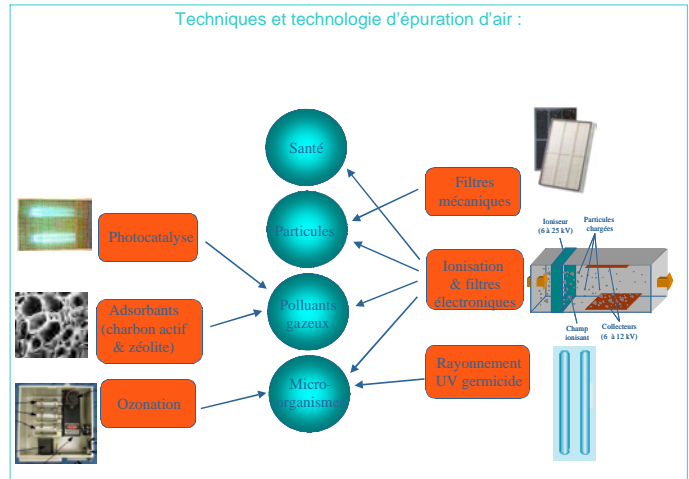 Techniques et technologie d'épuration d'air :
Santé
Filtres
mécaniques
Particules
Photocatalyse
Ioniseur
(6 à 25 kV)
Particules
chargées
Ionisation
& filtres
électroniques
Polluants
gazeux
Adsorbants
(charbon actif
& zéolite)
Champ
ionisant
Collecteurs
(6 à 12 kV)
Rayonnement
UV germicide
Micro-
organisme
Ozonation